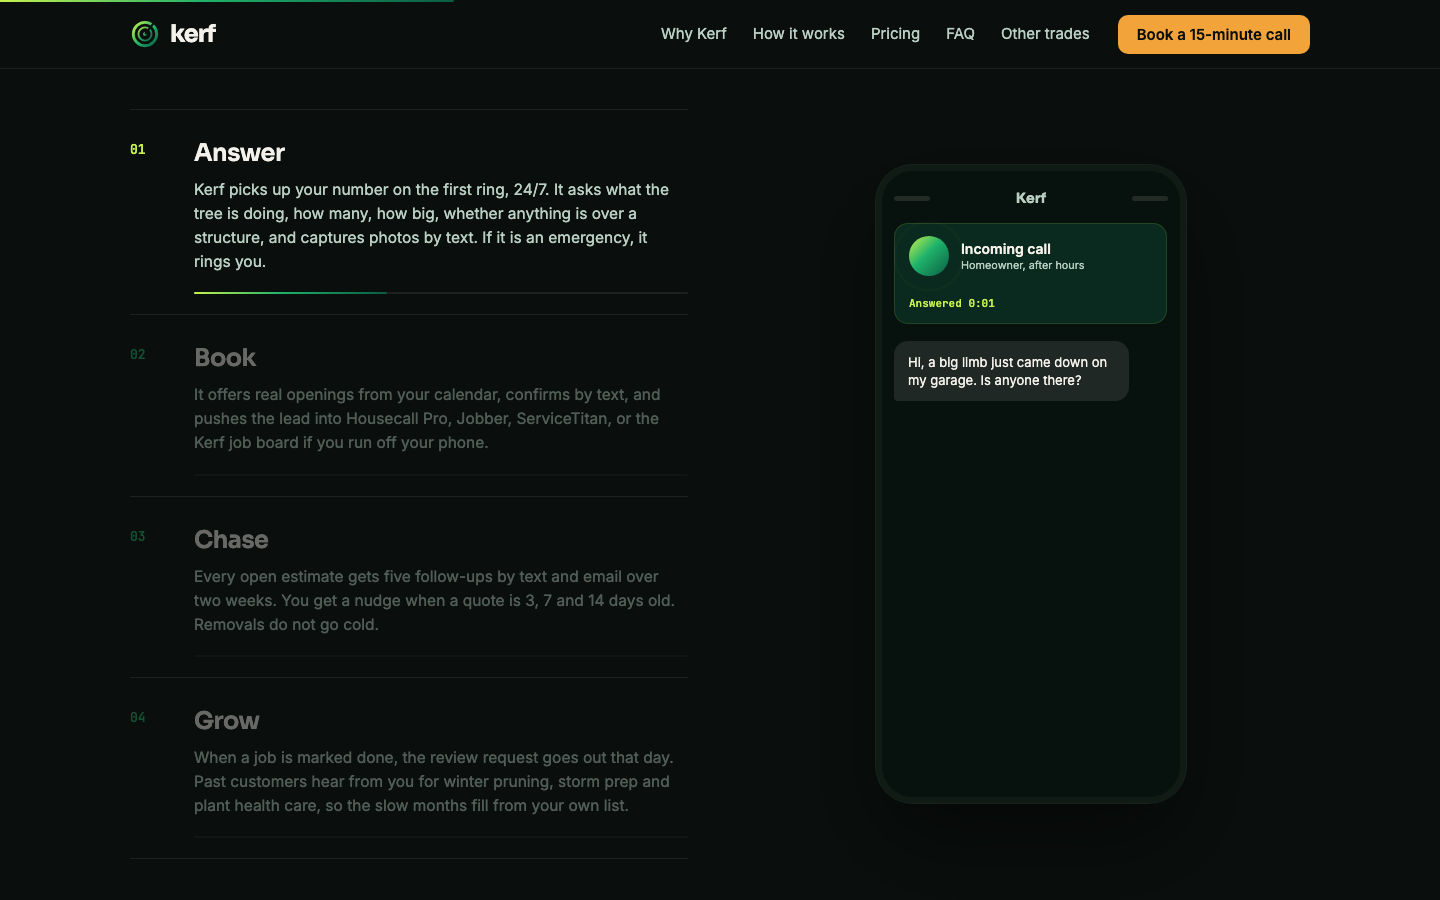 kerf
Why Kerf
How it works
Pricing
FAQ
Other trades
Book a 15-minute call
01
Answer
Kerf picks up your number on the first ring, 24/7. It asks what the
tree is doing, how many, how big, whether anything is over a
structure, and captures photos by text. If it is an emergency, it
rings you.
02
Book
It offers real openings from your calendar, confirms by text, and
pushes the lead into Housecall Pro, Jobber, ServiceTitan, or the
Kerf job board if you run off your phone.
03
Chase
Every open estimate gets five follow-ups by text and email over
two weeks. You get a nudge when a quote is 3, 7 and 14 days old.
Removals do not go cold.
04
Grow
When a job is marked done, the review request goes out that day.
Past customers hear from you for winter pruning, storm prep and
plant health care, so the slow months fill from your own list.
Kerf
Incoming call
Homeowner, after hours
Answered 0:01
Hi, a big limb just came down on
my garage. Is anyone there?